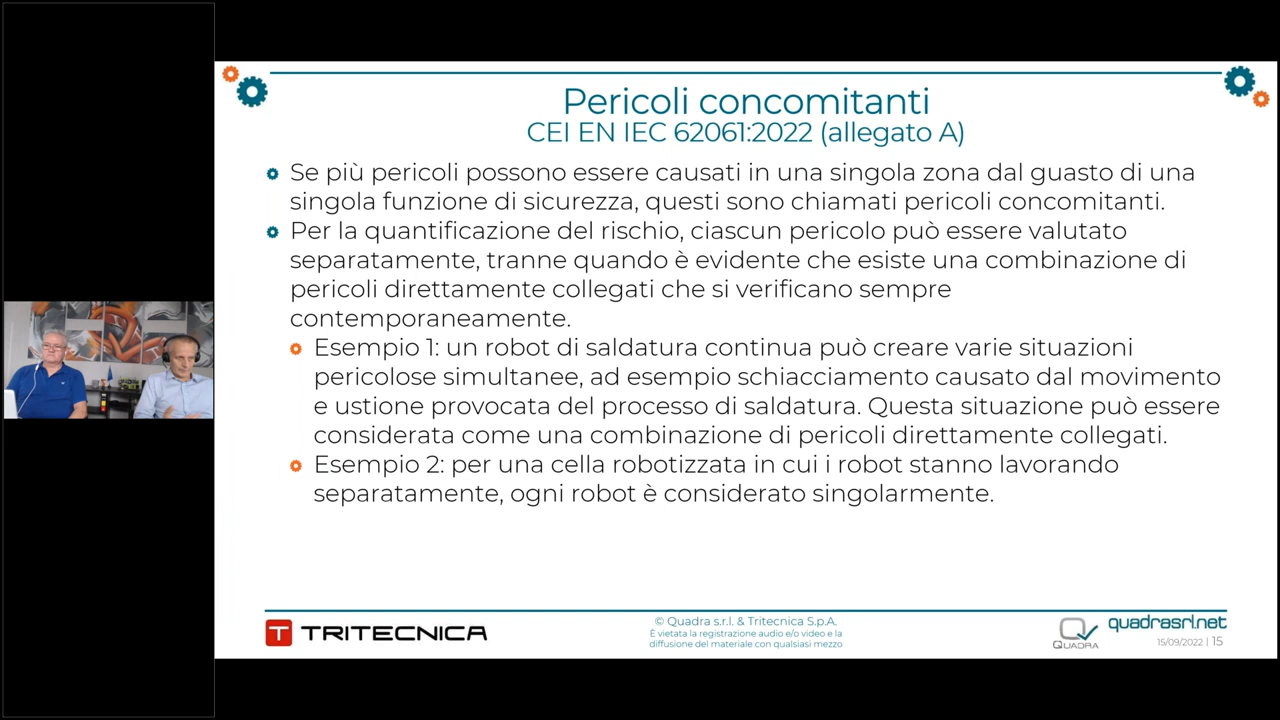 Pericoli concomitanti
CEI EN IEC 62061:2022 (allegato A)
Se più pericoli possono essere causati in una singola zona dal guasto di una
singola funzione di sicurezza, questi sono chiamati pericoli concomitanti.
Per la quantificazione del rischio, ciascun pericolo può essere valutato
separatamente, tranne quando è evidente che esiste una combinazione di
pericoli direttamente collegati che si verificano sempre
contemporaneamente.
Esempio 1: un robot di saldatura continua può creare varie situazioni
pericolose simultanee, ad esempio schiacciamento causato dal movimento
e ustione provocata del processo di saldatura. Questa situazione può essere
considerata come una combinazione di pericoli direttamente collegati.
Esempio 2: per una cella robotizzata in cui i robot stanno lavorando
separatamente, ogni robot è considerato singolarmente.
T TRITECNICA
© Quadra s.r.l. & Tritecnica S.p.A.
È vietata la registrazione audio e/o video e la
diffusione del materiale con qualsiasi mezzo
QUADRA
quadrasrl.net
15/09/2022 | 15